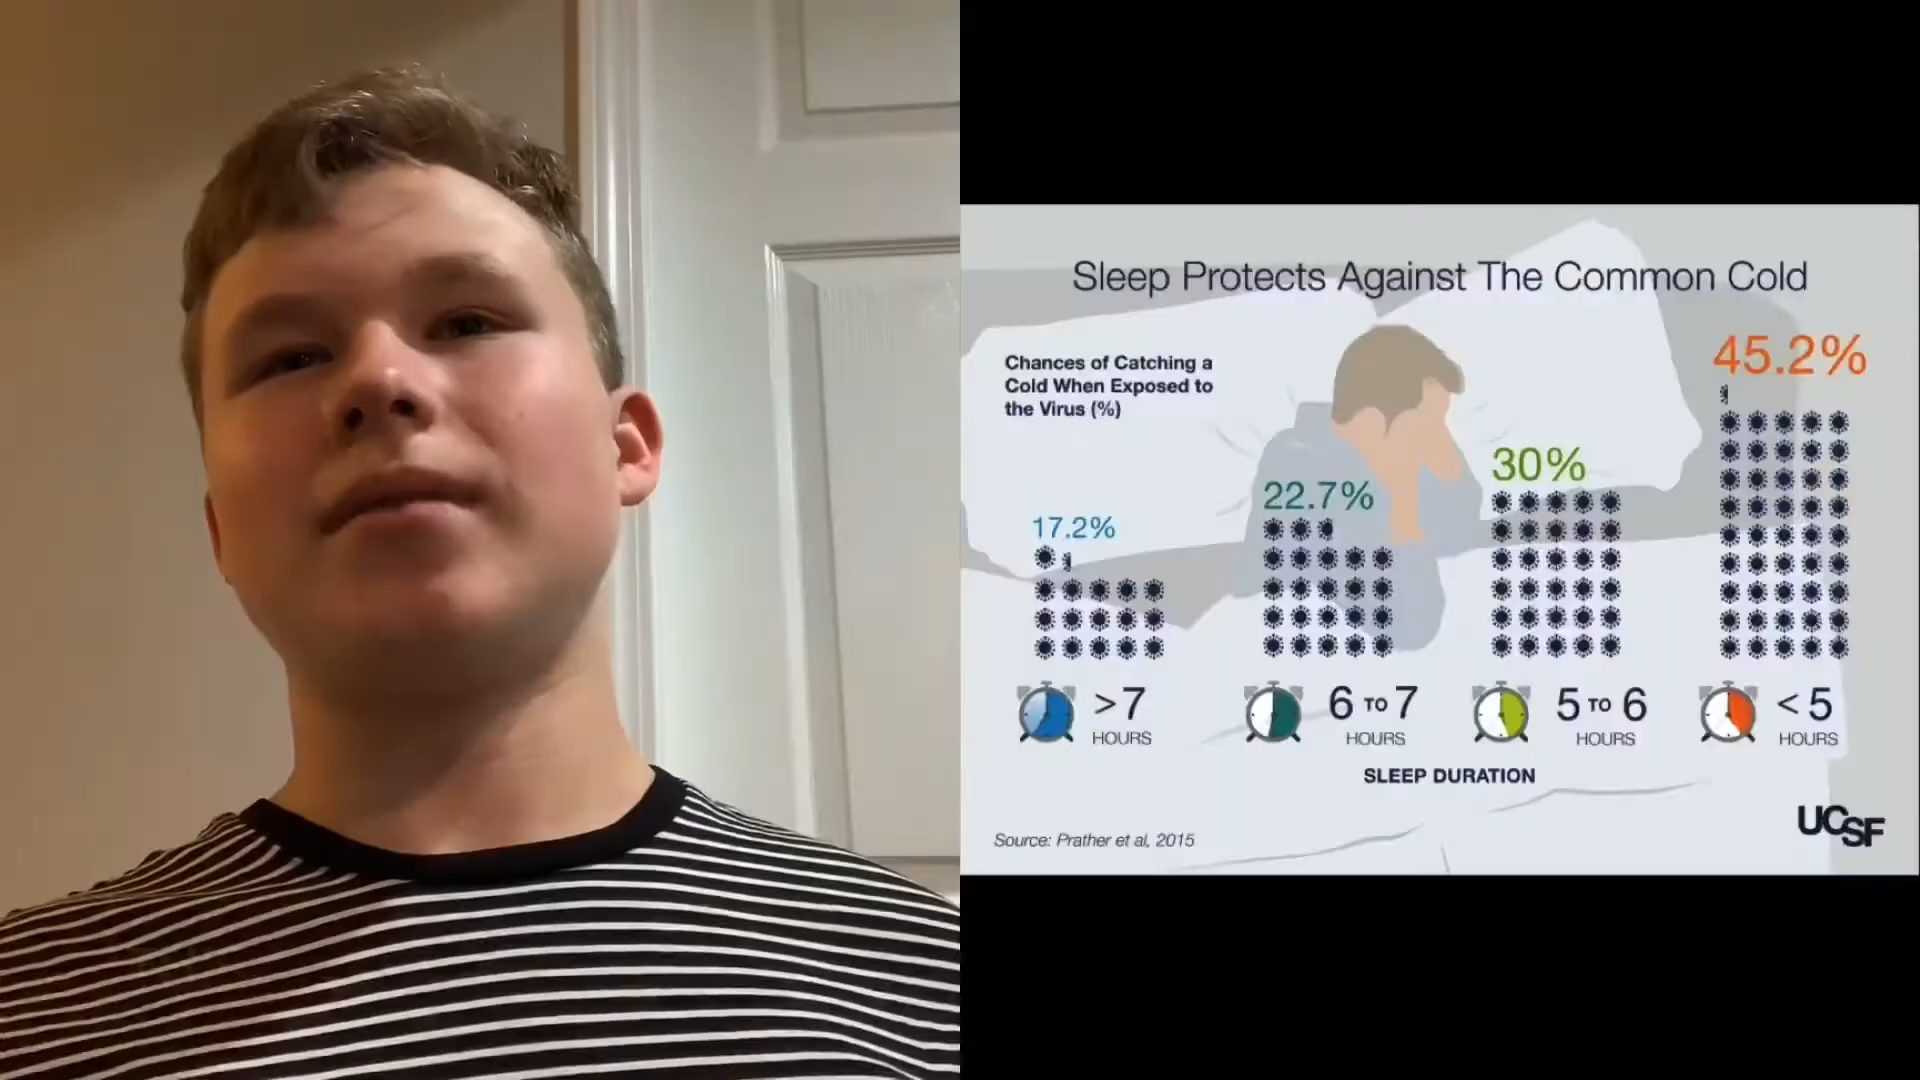 Sleep Protects Against The Common Cold
Chances of Catching a
Cold When Exposed to
the Virus (%)
17.2%
22.7%
30%
45.2%
>7
HOURS
6 TO 7
HOURS
5 TO 6
HOURS
< 5
HOURS
SLEEP DURATION
Source: Prather et al, 2015
UCSF